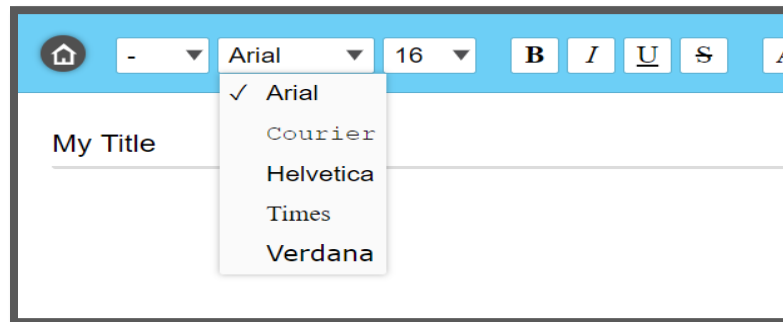 - Arial 16 B I U S
✓ Arial
Courier
My Title
Helvetica
Times
Verdana